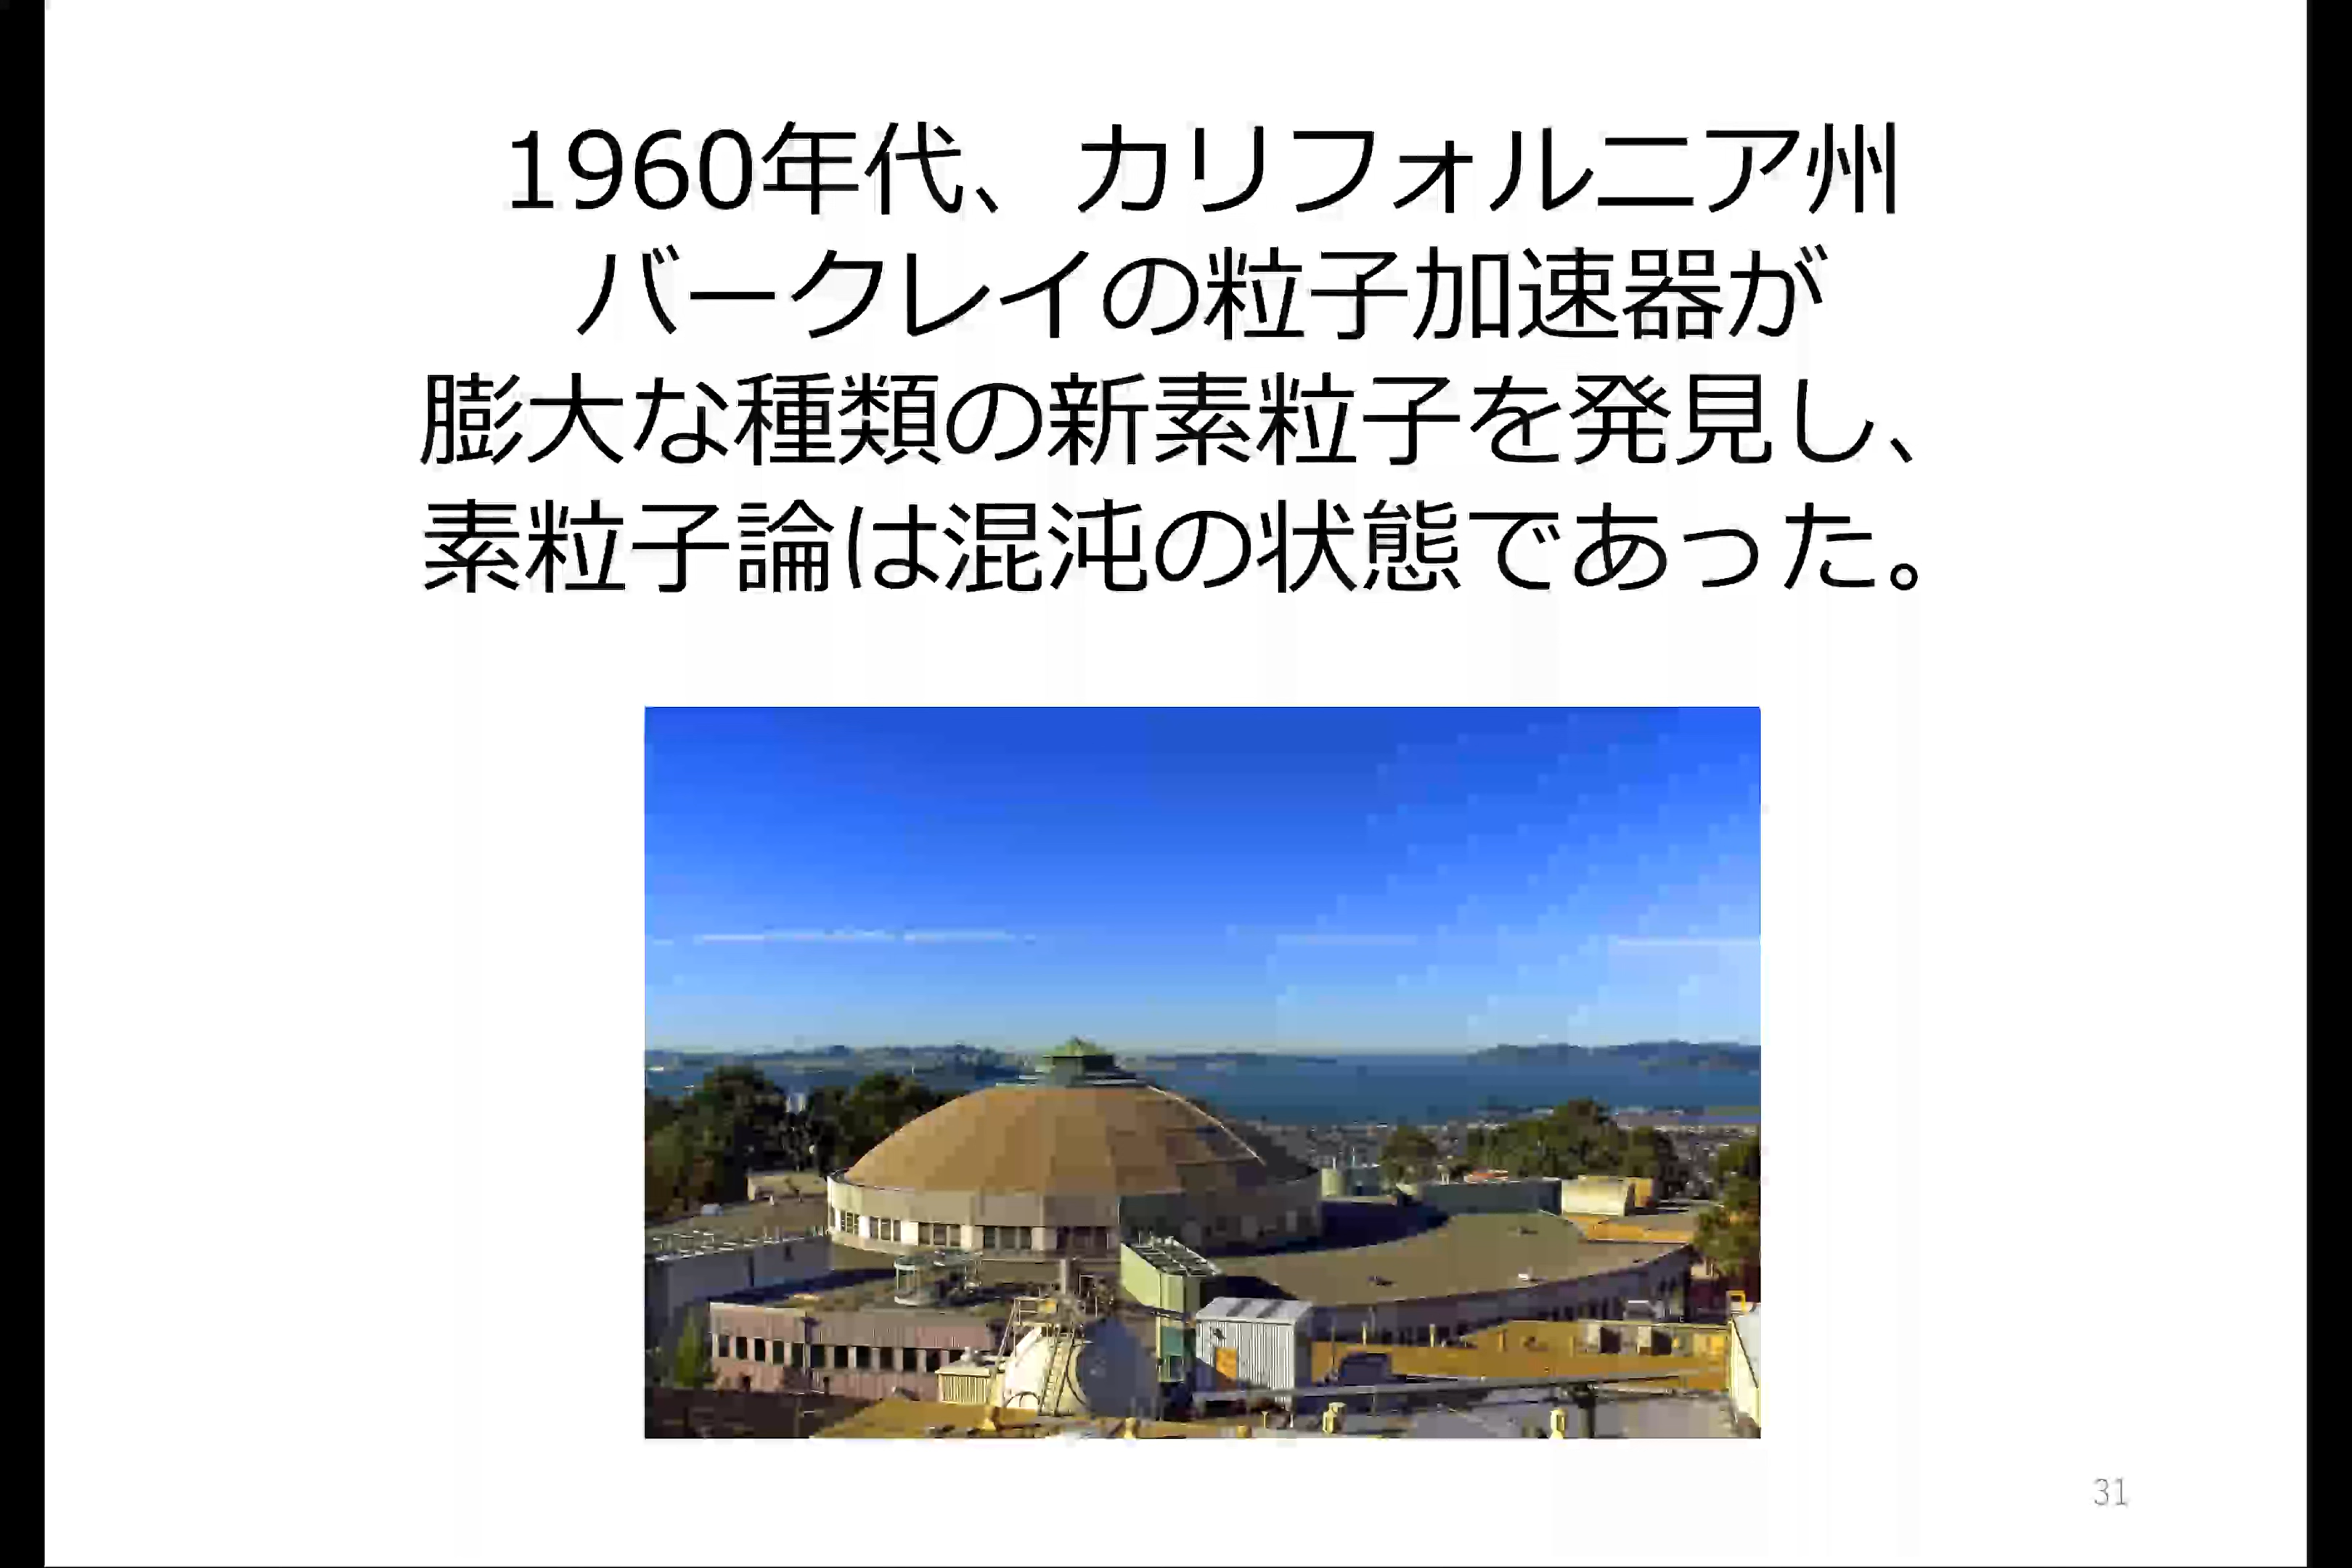 1960年代、カリフォルニア州
バークレイの粒子加速器が
膨大な種類の新素粒子を発見し、
素粒子論は混沌の状態であった。
31